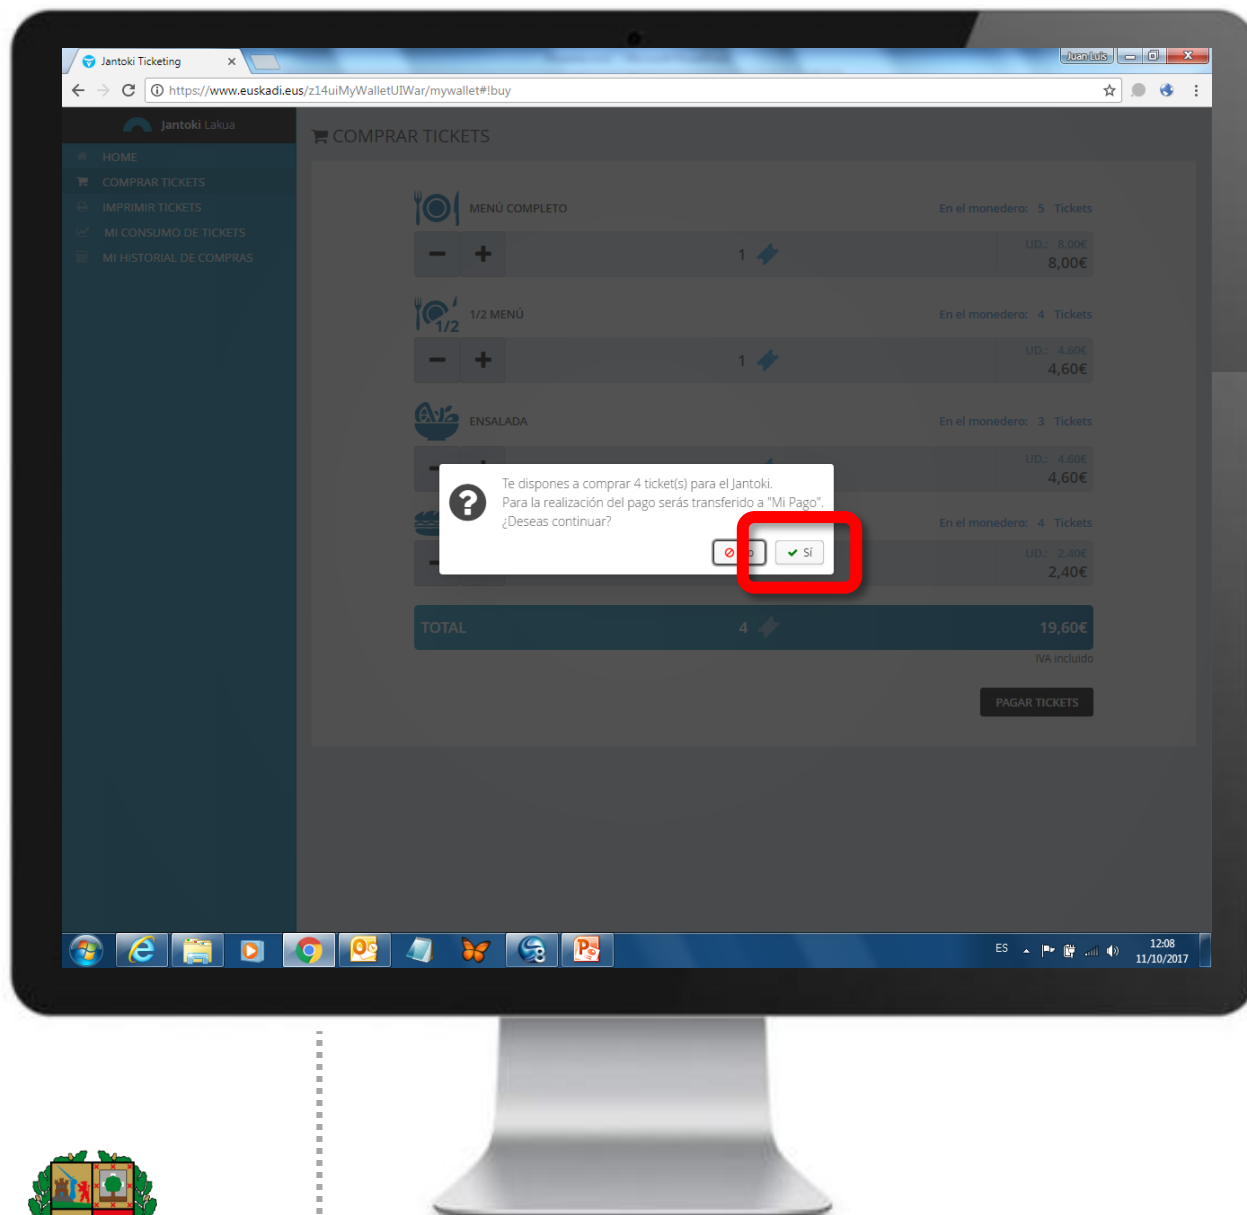 Jantoki Ticketing
Juan Luis
https://www.euskadi.eus/z14uiMyWalletUIWar/mywallet#!buy
Jantoki Lakua
HOME
COMPRAR TICKETS
IMPRIMIR TICKETS
MI CONSUMO DE TICKETS
MI HISTORIAL DE COMPRAS
COMPRAR TICKETS
MENÚ COMPLETO
En el monedero: 5 Tickets
1
UD.: 8.00€
8,00€
1/2
1/2 MENÚ
En el monedero: 4 Tickets
1
UD.: 4.60€
4,60€
ENSALADA
En el monedero: 3 Tickets
UD.: 4.60€
4,60€
En el monedero: 4 Tickets
UD.: 2.40€
2,40€
Te dispones a comprar 4 ticket(s) para el Jantoki.
Para la realización del pago serás transferido a "Mi Pago".
¿Deseas continuar?
Sí
TOTAL 4 19,60€
IVA incluido
PAGAR TICKETS
ES
12:08
11/10/2017